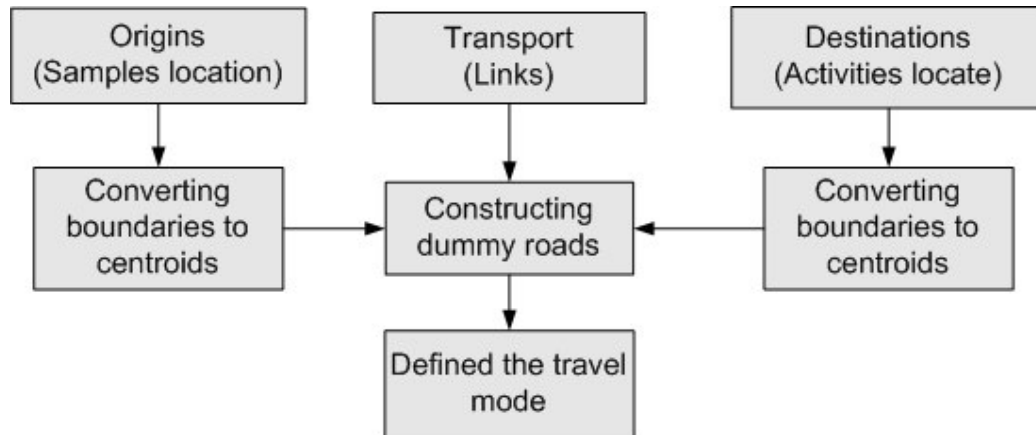 Origins
(Samples location)
Transport
(Links)
Destinations
(Activities locate)
Converting
boundaries to
centroids
Constructing
dummy roads
Converting
boundaries to
centroids
Defined the travel
mode